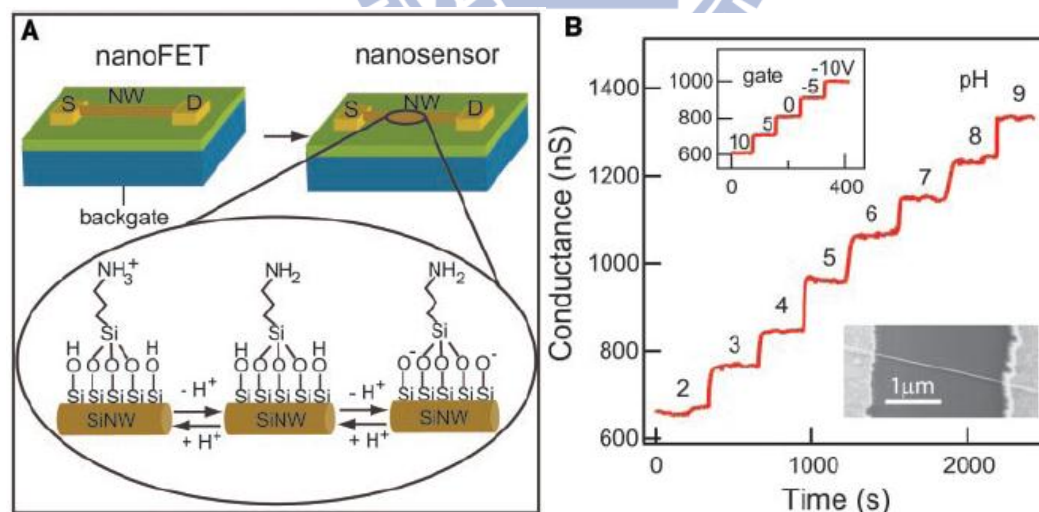 A
nanoFET
nanosensor
S NW D
S NW D
backgate
NH3+
NH2
NH2
Si
Si
Si
H H
H H
O O O O O
O O O O O
O- O O O O-
Si Si Si Si Si
Si Si Si Si Si
Si Si Si Si Si
- H+
- H+
SiNW
SiNW
SiNW
+ H+
+ H+
B
Conductance (nS)
1400
1200
1000
800
600
gate
1000
800
600
10
5
0
-5
-10V
0 400
pH
2
3
4
5
6
7
8
9
1µm
0 1000 2000
Time (s)